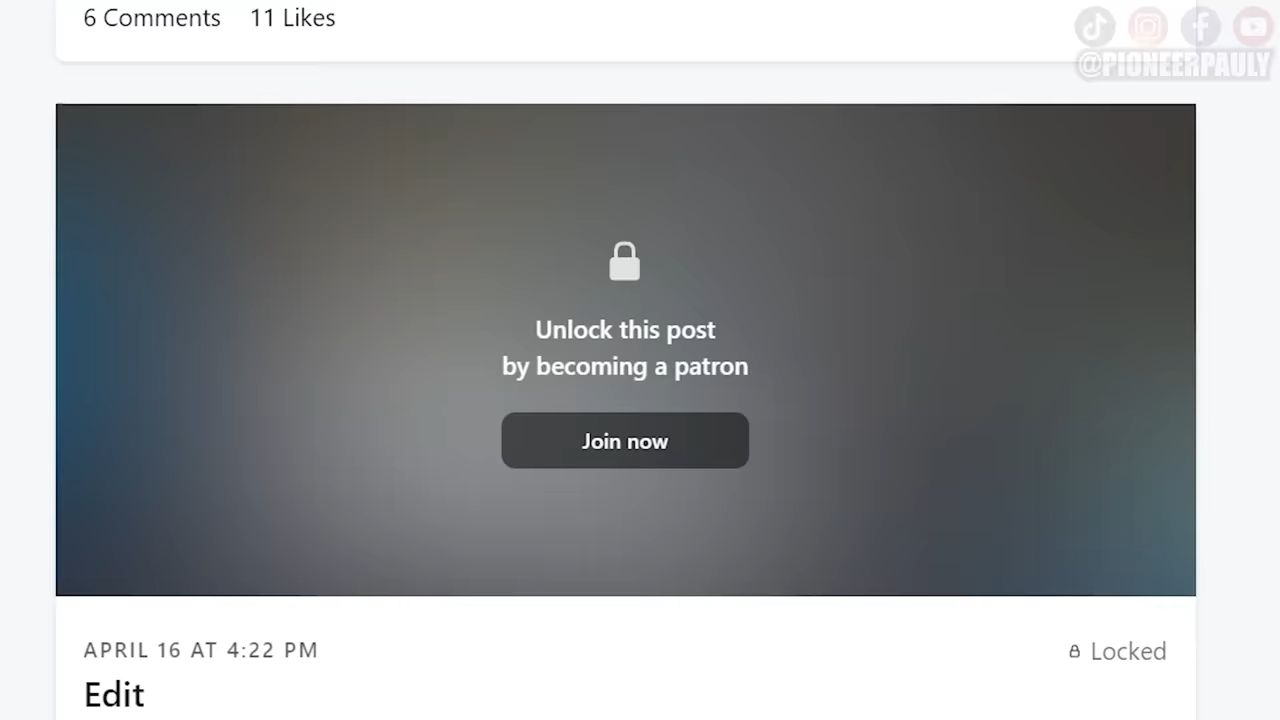 6 Comments 11 Likes
@PIONEERPAULY
Unlock this post
by becoming a patron
Join now
APRIL 16 AT 4:22 PM
Locked
Edit